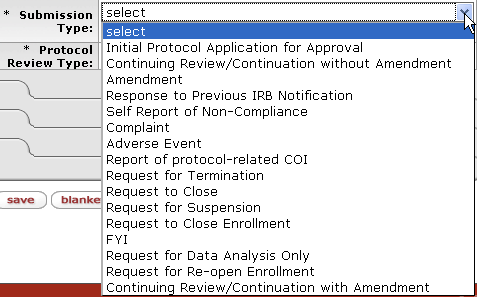 * Submission Type:
select
* Protocol Review Type:
select
Initial Protocol Application for Approval
Continuing Review/Continuation without Amendment
Amendment
Response to Previous IRB Notification
Self Report of Non-Compliance
Complaint
Adverse Event
Report of protocol-related COI
Request for Termination
Request to Close
Request for Suspension
Request to Close Enrollment
FYI
Request for Data Analysis Only
Request for Re-open Enrollment
Continuing Review/Continuation with Amendment
save
blanke